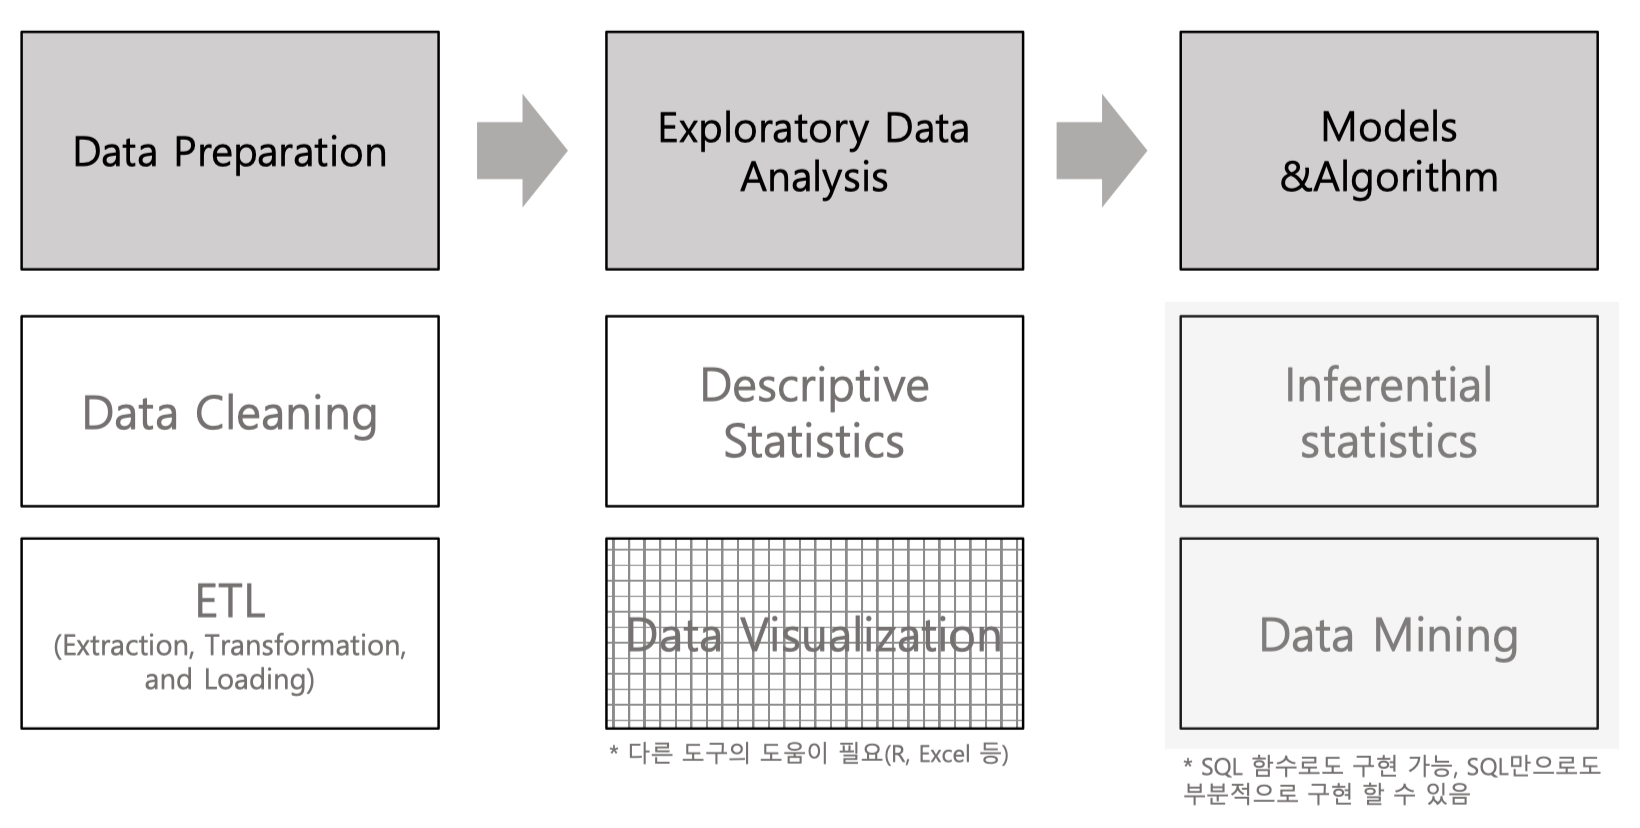 Data Preparation
Exploratory Data
Analysis
Models
&Algorithm
Data Cleaning
Descriptive
Statistics
Inferential
statistics
ETL
(Extraction, Transformation,
and Loading)
Data Visualization
Data Mining
* 다른 도구의 도움이 필요(R, Excel 등)
* SQL 함수로도 구현 가능, SQL만으로도
부분적으로 구현 할 수 있음